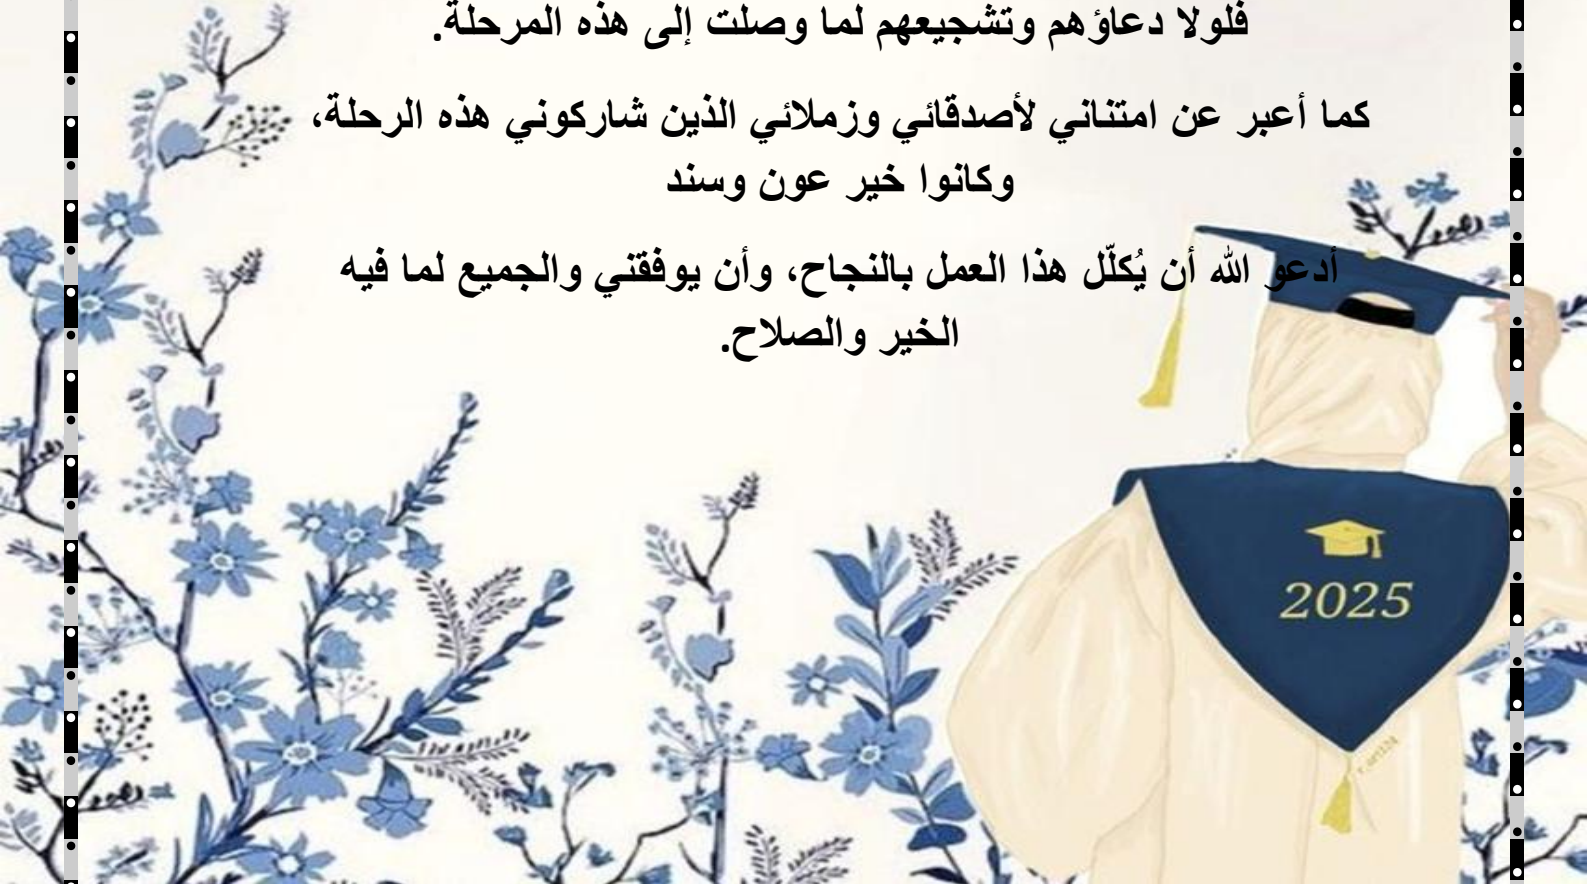 فلولا دعاؤهم وتشجيعهم لما وصلت إلى هذه المرحلة.
كما أعبر عن امتناني لأصدقائي وزملائي الذين شاركوني هذه الرحلة،
وكانوا خير عون وسند
أدعو الله أن يُكلّل هذا العمل بالنجاح، وأن يوفقني والجميع لما فيه
الخير والصلاح.
2025